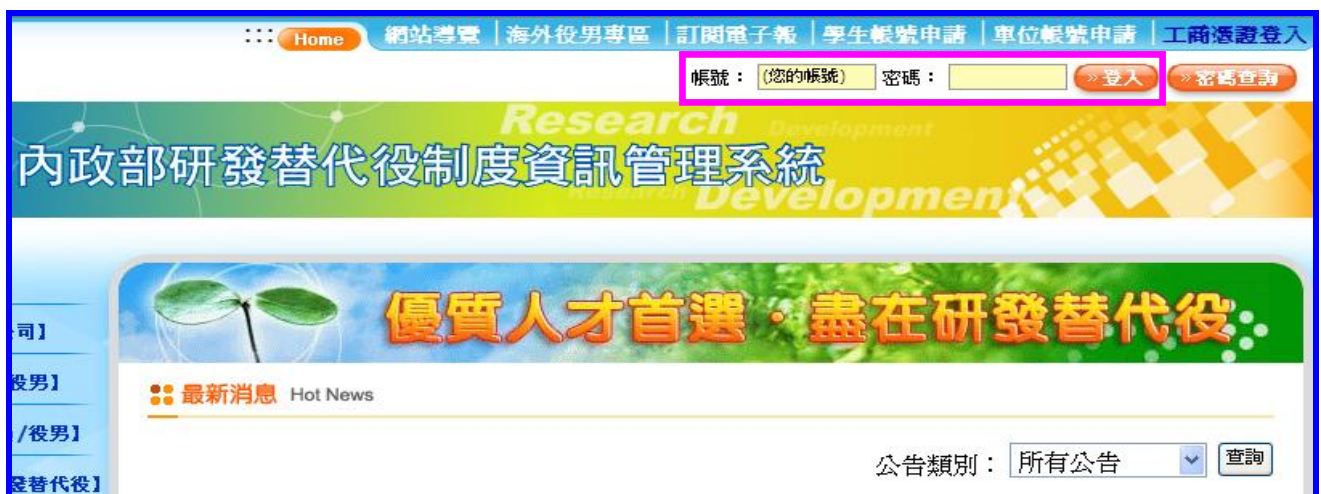 ::: Home 網站導覽 | 海外役男專區 | 訂閱電子報 | 學生帳號申請 | 單位帳號申請 | 工商憑證登入
帳號： (您的帳號) 密碼： »登入 »密碼查詢
Research Development
內政部研發替代役制度資訊管理系統
Research Development
優質人才首選·盡在研發替代役
司】
役男】
最新消息 Hot News
/役男】
公告類別： 所有公告 查詢
發替代役】